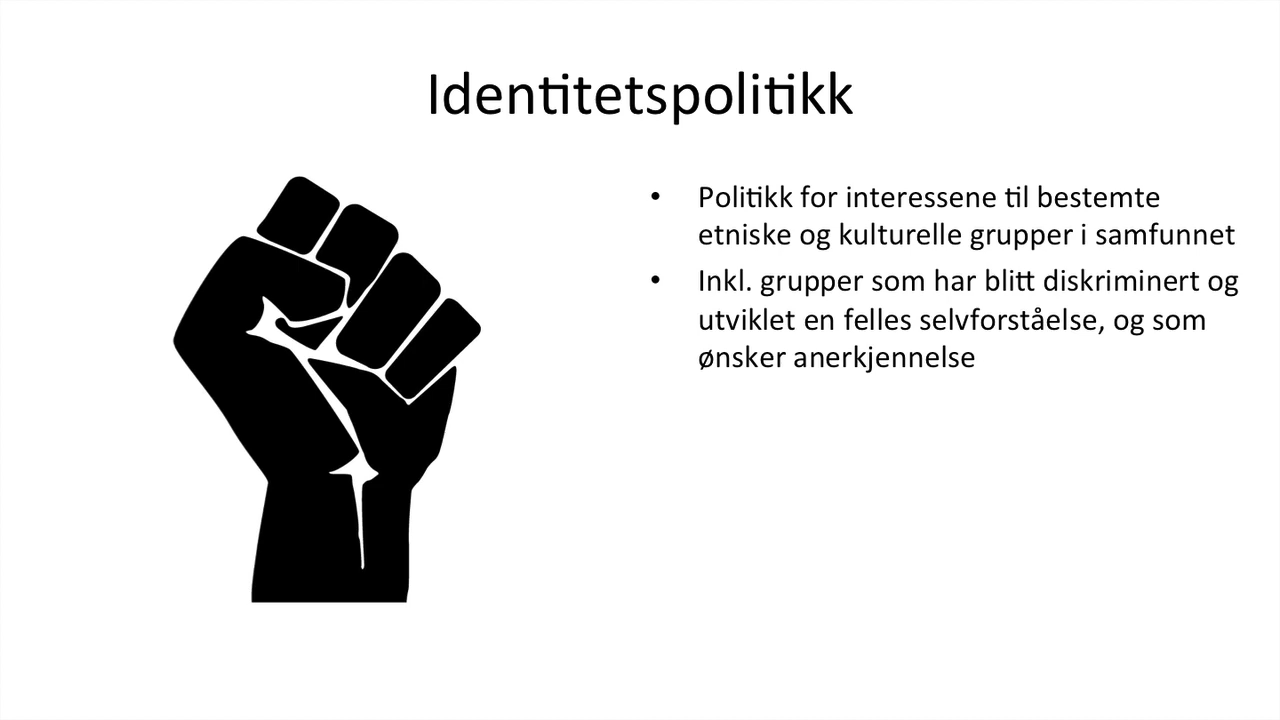 Identitetspolitikk
• Politikk for interessene til bestemte
etniske og kulturelle grupper i samfunnet
• Inkl. grupper som har blitt diskriminert og
utviklet en felles selvforståelse, og som
ønsker anerkjennelse